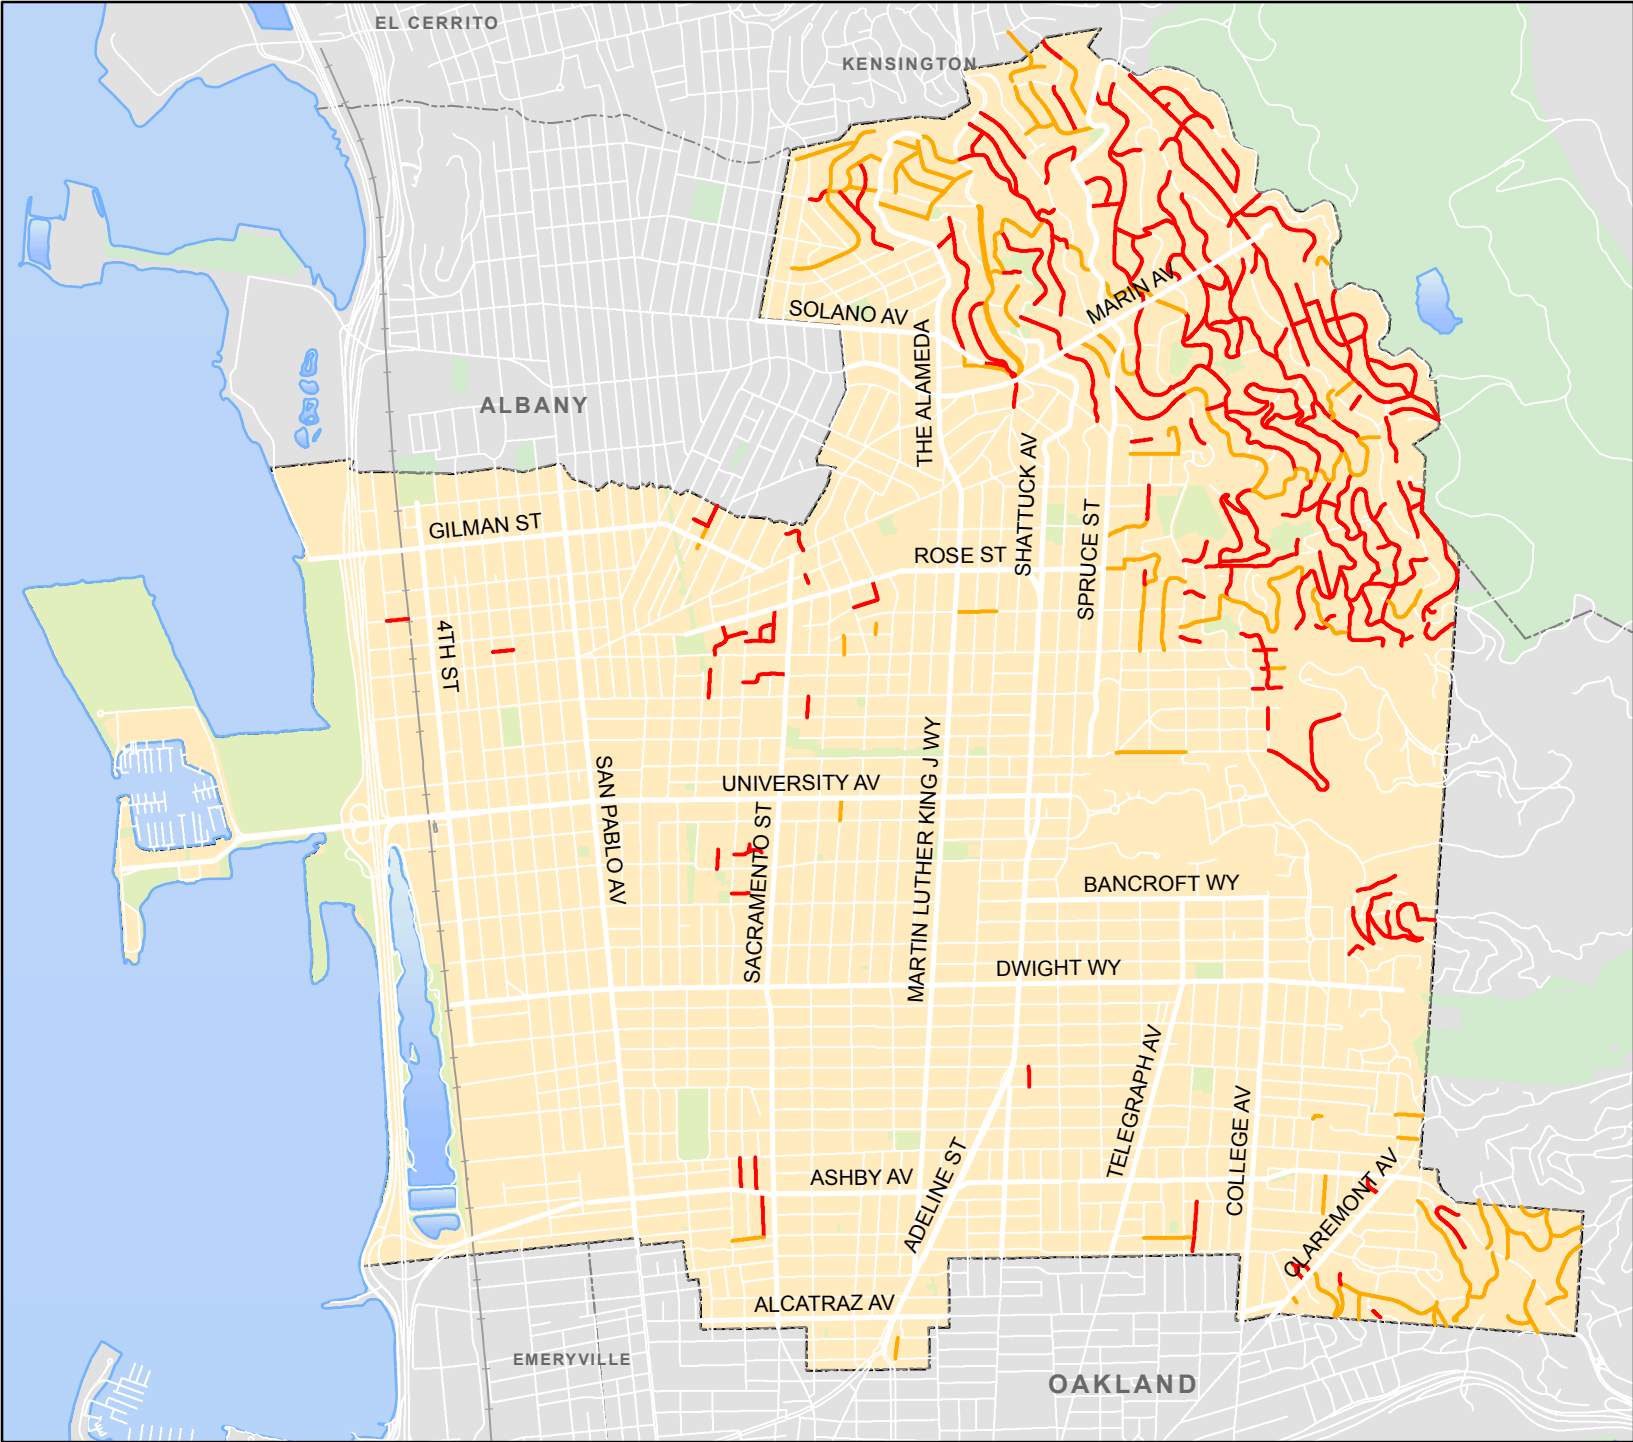 EL CERRITO
KENSINGTON
MARIN AV
SOLANO AV
THE ALAMEDA
ALBANY
SHATTUCK AV
GILMAN ST
SPRUCE ST
ROSE ST
4TH ST
SAN PABLO AV
MARTIN LUTHER KING J WY
UNIVERSITY AV
SACRAMENTO ST
BANCROFT WY
DWIGHT WY
TELEGRAPH AV
COLLEGE AV
ADELINE ST
ASHBY AV
CLAREMONT AV
ALCATRAZ AV
EMERYVILLE
OAKLAND